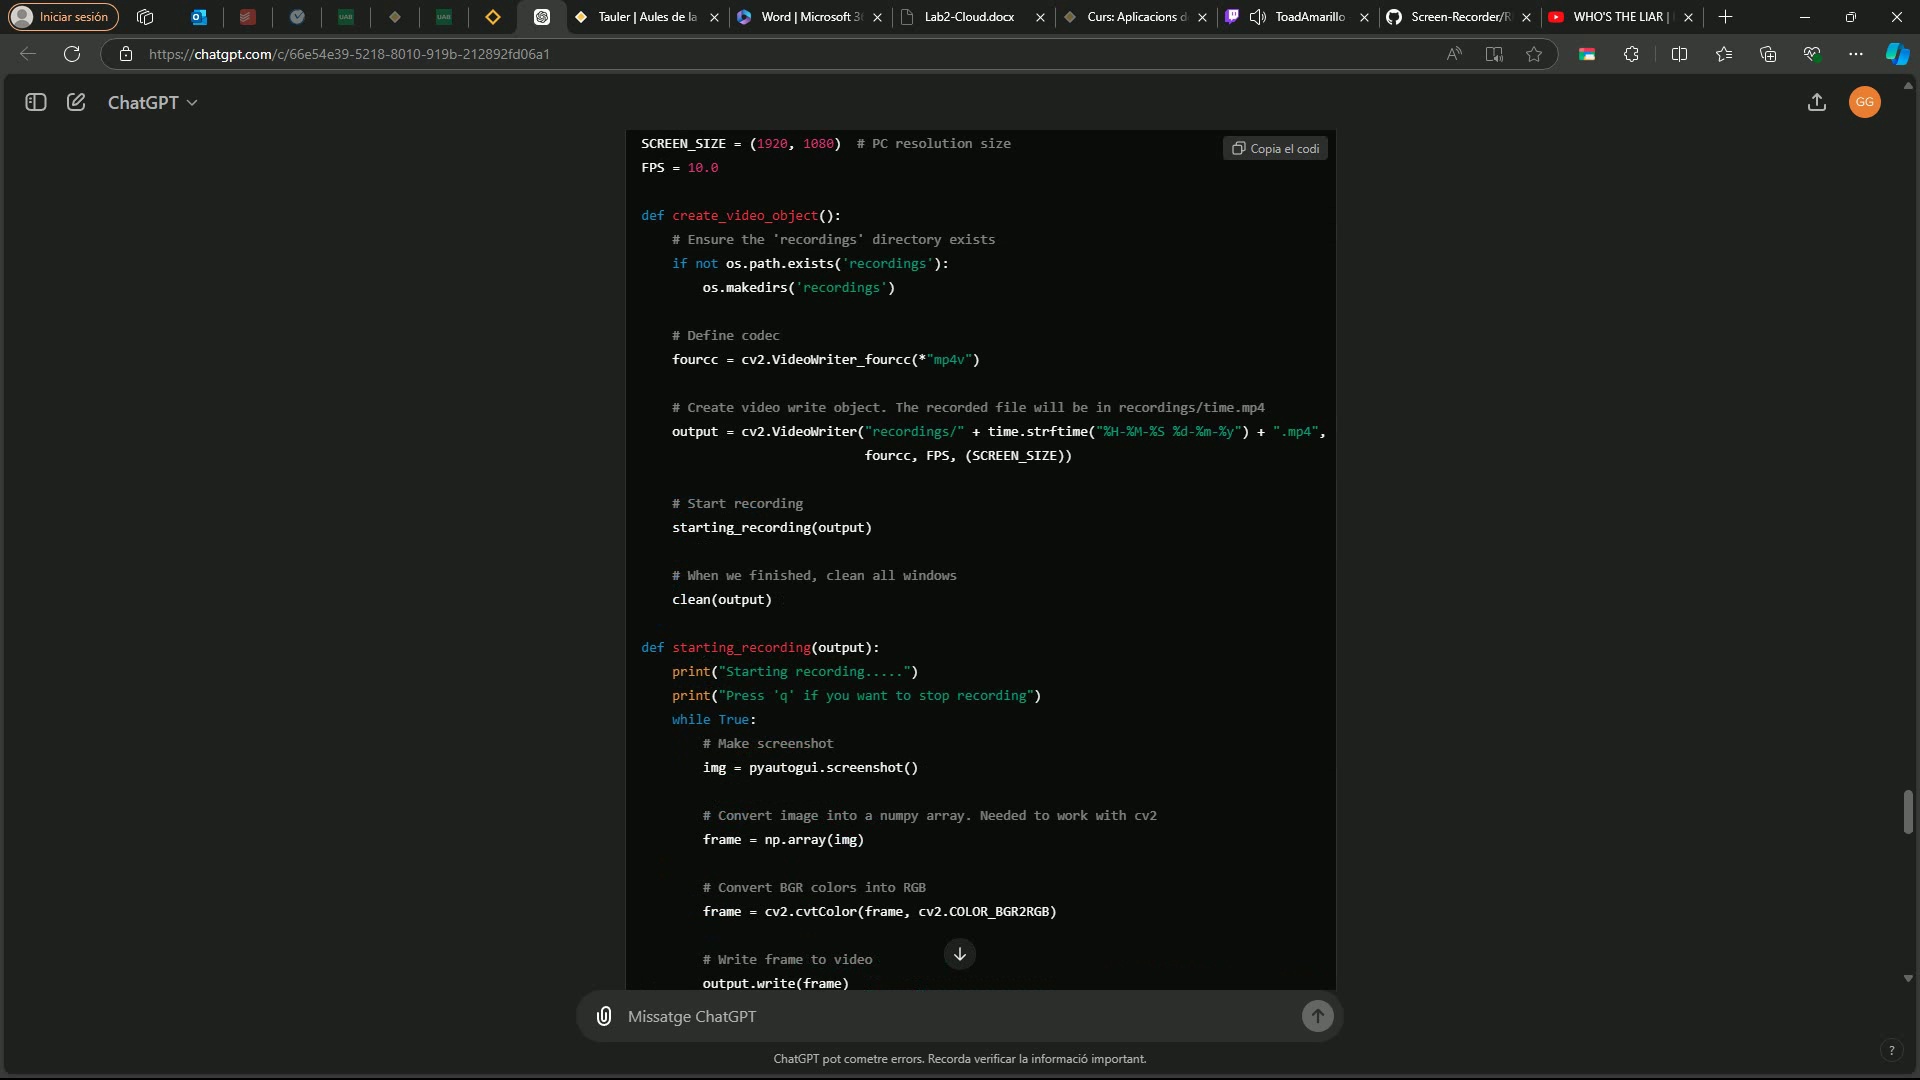 Iniciar sesión
Tauler | Aules de la
Word | Microsoft 3
Lab2-Cloud.docx
Curs: Aplicacions d
ToadAmarillo
Screen-Recorder/R
WHO'S THE LIAR |
https://chatgpt.com/c/66e54e39-5218-8010-919b-212892fd06a1
ChatGPT
GG
SCREEN_SIZE = (1920, 1080)  # PC resolution size
Copia el codi
FPS = 10.0
def create_video_object():
# Ensure the 'recordings' directory exists
if not os.path.exists('recordings'):
os.makedirs('recordings')
# Define codec
fourcc = cv2.VideoWriter_fourcc(*"mp4v")
# Create video write object. The recorded file will be in recordings/time.mp4
output = cv2.VideoWriter("recordings/" + time.strftime("%H-%M-%S %d-%m-%y") + ".mp4",
fourcc, FPS, (SCREEN_SIZE))
# Start recording
starting_recording(output)
# When we finished, clean all windows
clean(output)
def starting_recording(output):
print("Starting recording.....")
print("Press 'q' if you want to stop recording")
while True:
# Make screenshot
img = pyautogui.screenshot()
# Convert image into a numpy array. Needed to work with cv2
frame = np.array(img)
# Convert BGR colors into RGB
frame = cv2.cvtColor(frame, cv2.COLOR_BGR2RGB)
# Write frame to video
output.write(frame)
Missatge ChatGPT
ChatGPT pot cometre errors. Recorda verificar la informació important.
?